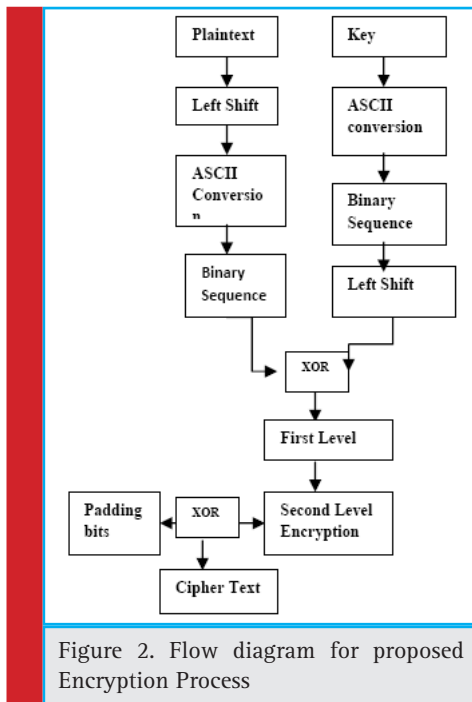 Plaintext
Key
Left Shift
ASCII
conversion
ASCII
Conversio
n
Binary
Sequence
Binary
Sequence
Left Shift
XOR
First Level
Padding
bits
XOR
Second Level
Encryption
Cipher Text
Figure 2. Flow diagram for proposed
Encryption Process